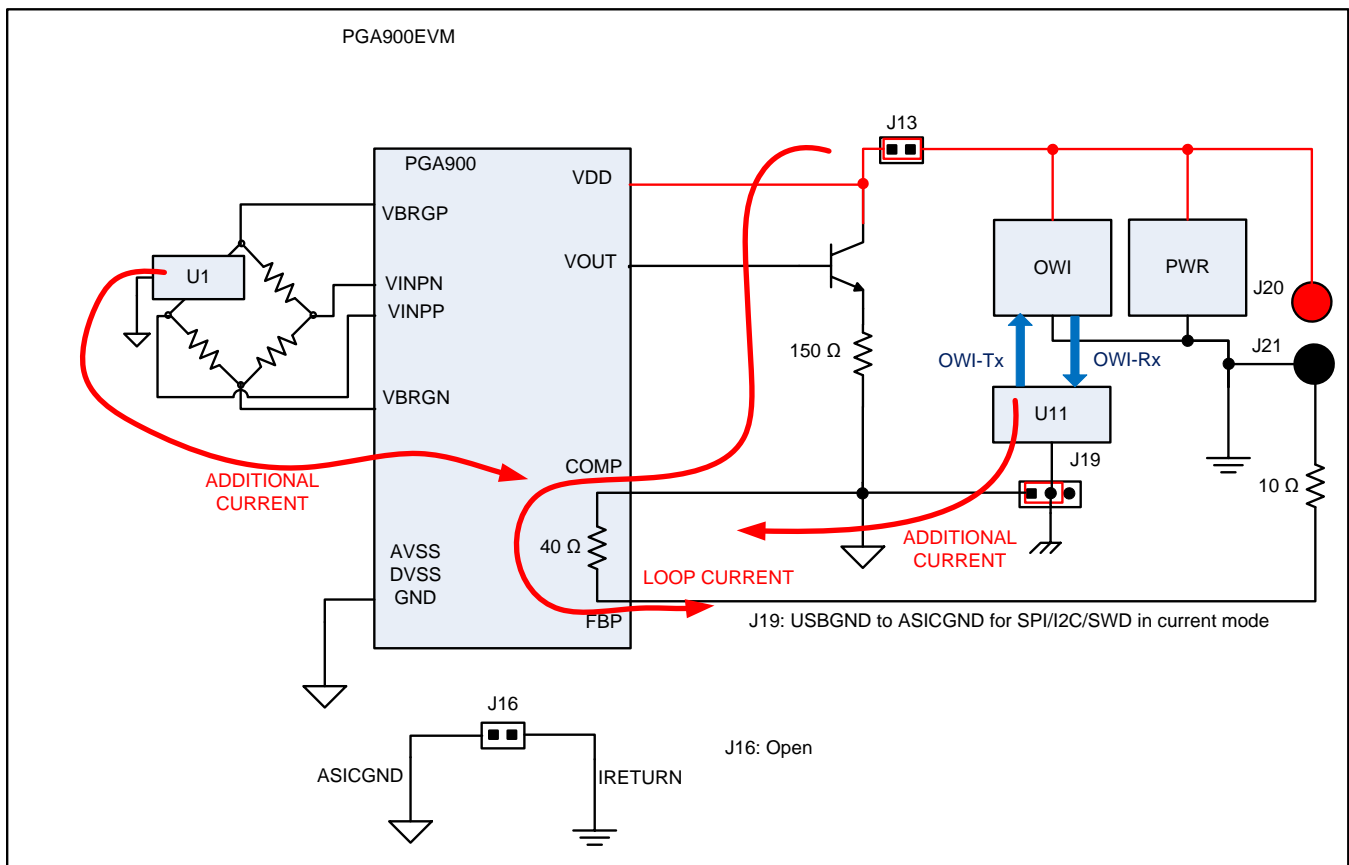 PGA900EVM
J13
PGA900
VDD
VBRGP
U1
VOUT
OWI
PWR
VINPN
J20
VINPP
J21
OWI-Tx
OWI-Rx
150 Ω
VBRGN
U11
COMP
J19
ADDITIONAL
CURRENT
10 Ω
ADDITIONAL
CURRENT
AVSS
DVSS
GND
40 Ω
LOOP CURRENT
FBP
J19: USBGND to ASICGND for SPI/I2C/SWD in current mode
J16
J16: Open
ASICGND
IRETURN